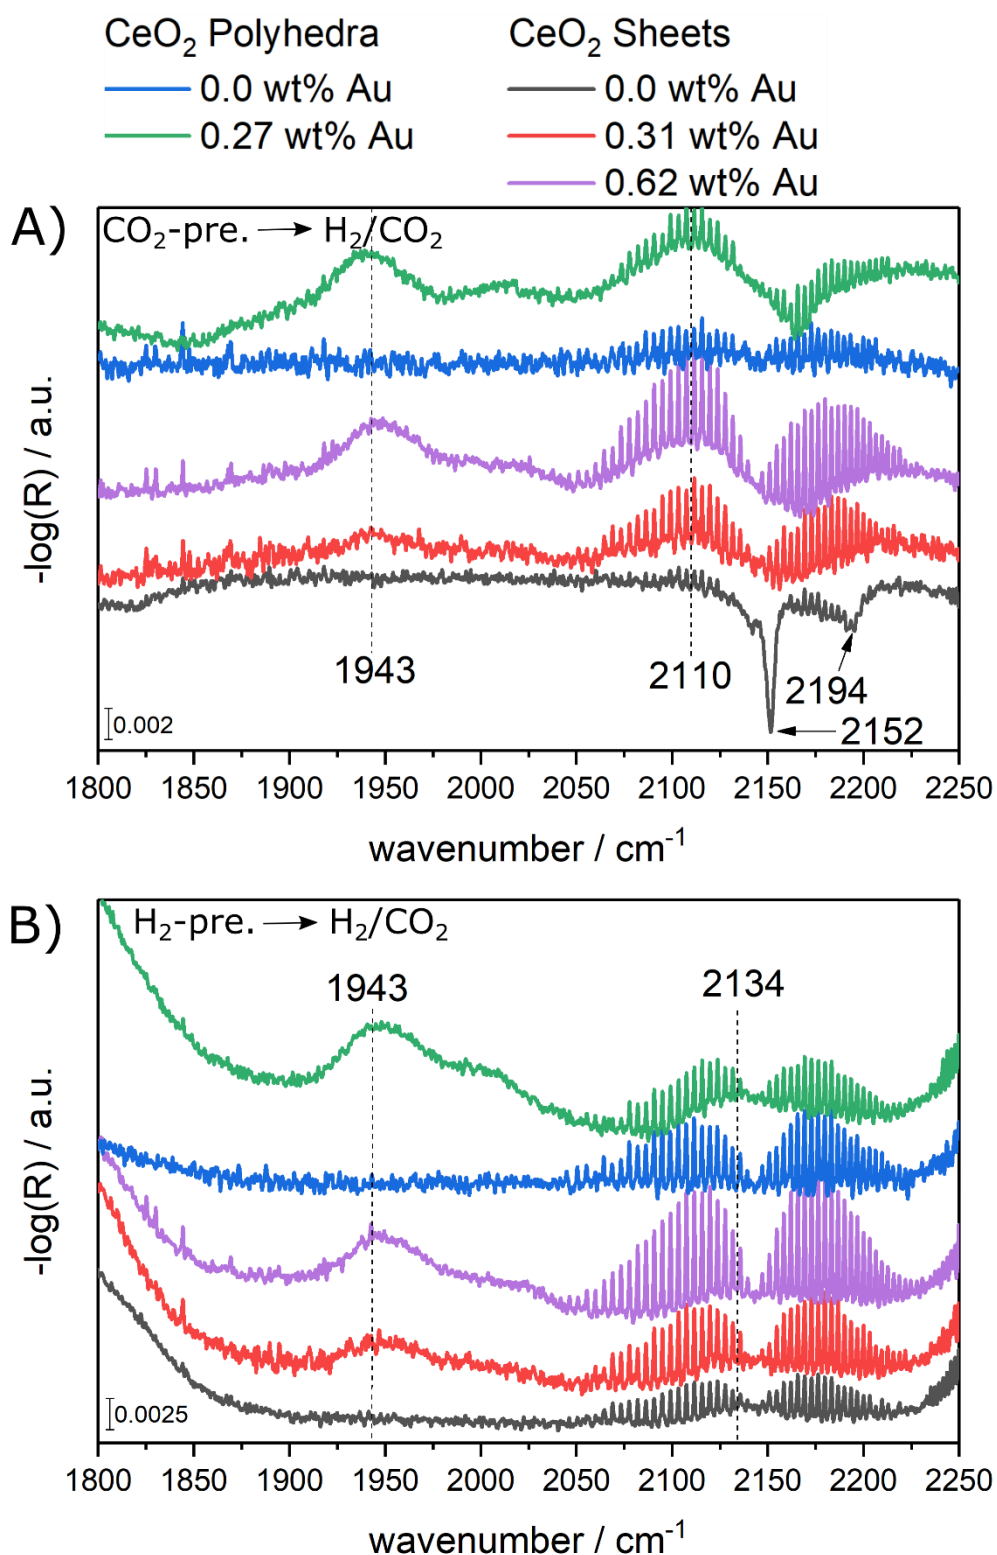 CeO₂ Polyhedra CeO₂ Sheets
0.0 wt% Au 0.0 wt% Au
0.27 wt% Au 0.31 wt% Au
0.62 wt% Au
A) CO₂-pre. → H₂/CO₂
-log(R) / a.u.
1943 2110 2194
0.002 2152
1800 1850 1900 1950 2000 2050 2100 2150 2200 2250
wavenumber / cm⁻¹
B) H₂-pre. → H₂/CO₂
1943 2134
-log(R) / a.u.
0.0025
1800 1850 1900 1950 2000 2050 2100 2150 2200 2250
wavenumber / cm⁻¹